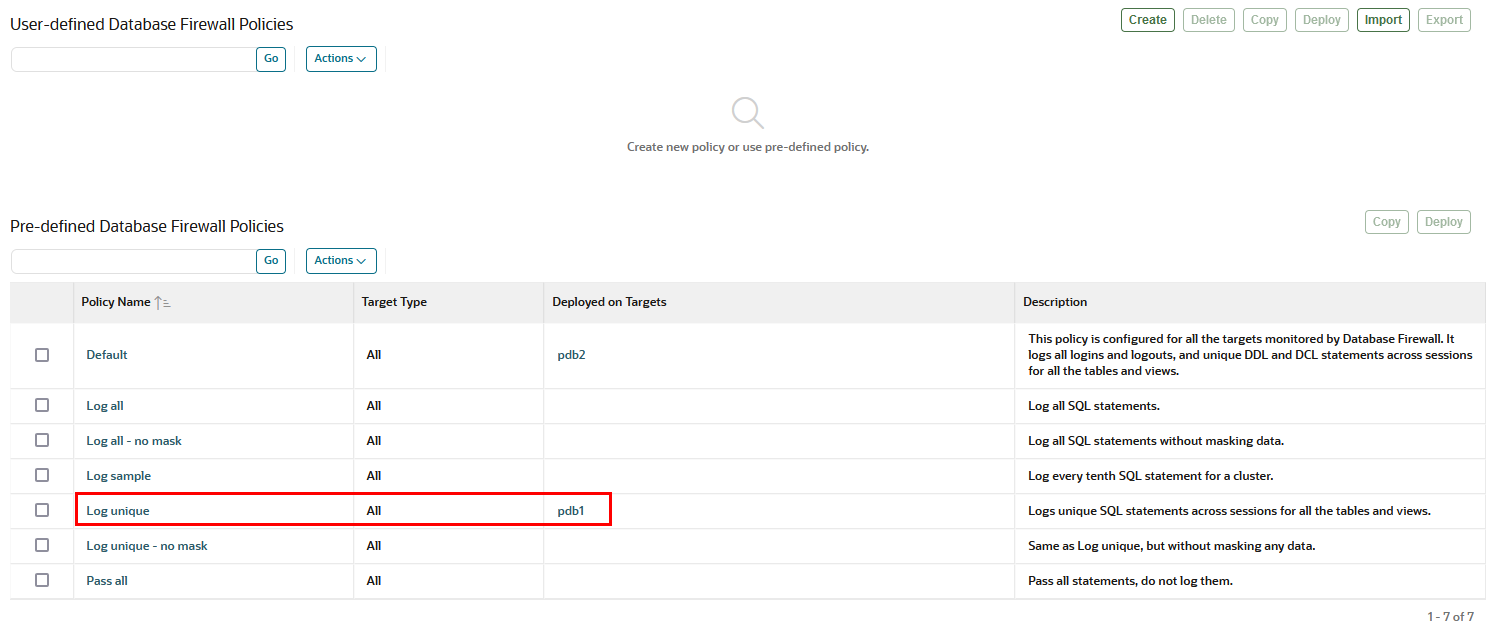 User-defined Database Firewall Policies
Create Delete Copy Deploy Import Export
Go Actions
Create new policy or use pre-defined policy.
Pre-defined Database Firewall Policies
Copy Deploy
Go Actions
Policy Name Target Type Deployed on Targets Description
Default All pdb2 This policy is configured for all the targets monitored by Database Firewall. It
logs all logins and logouts, and unique DDL and DCL statements across sessions
for all the tables and views.
Log all All Log all SQL statements.
Log all - no mask All Log all SQL statements without masking data.
Log sample All Log every tenth SQL statement for a cluster.
Log unique All pdb1 Logs unique SQL statements across sessions for all the tables and views.
Log unique - no mask All Same as Log unique, but without masking any data.
Pass all All Pass all statements, do not log them.
1 - 7 of 7